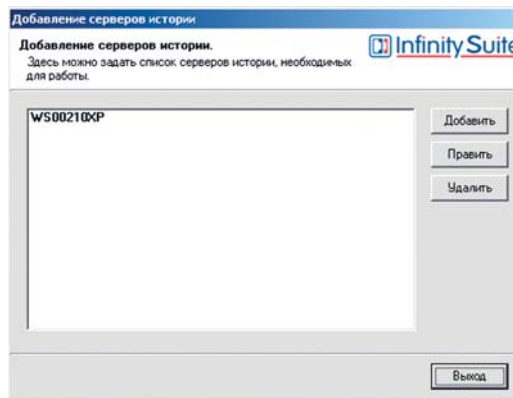 Добавление серверов истории
Добавление серверов истории.
Здесь можно задать список серверов истории, необходимых
для работы.
Infinity Suite
WS00210XP
Добавить
Править
Удалить
Выход